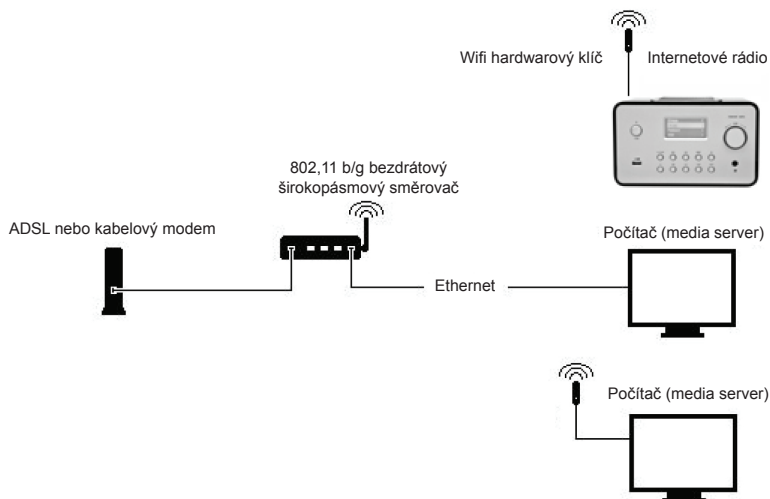 Wifi hardwarový klíč
Internetové rádio
802,11 b/g bezdrátový
širokopásmový směrovač
ADSL nebo kabelový modem
Počítač (media server)
Ethernet
Počítač (media server)